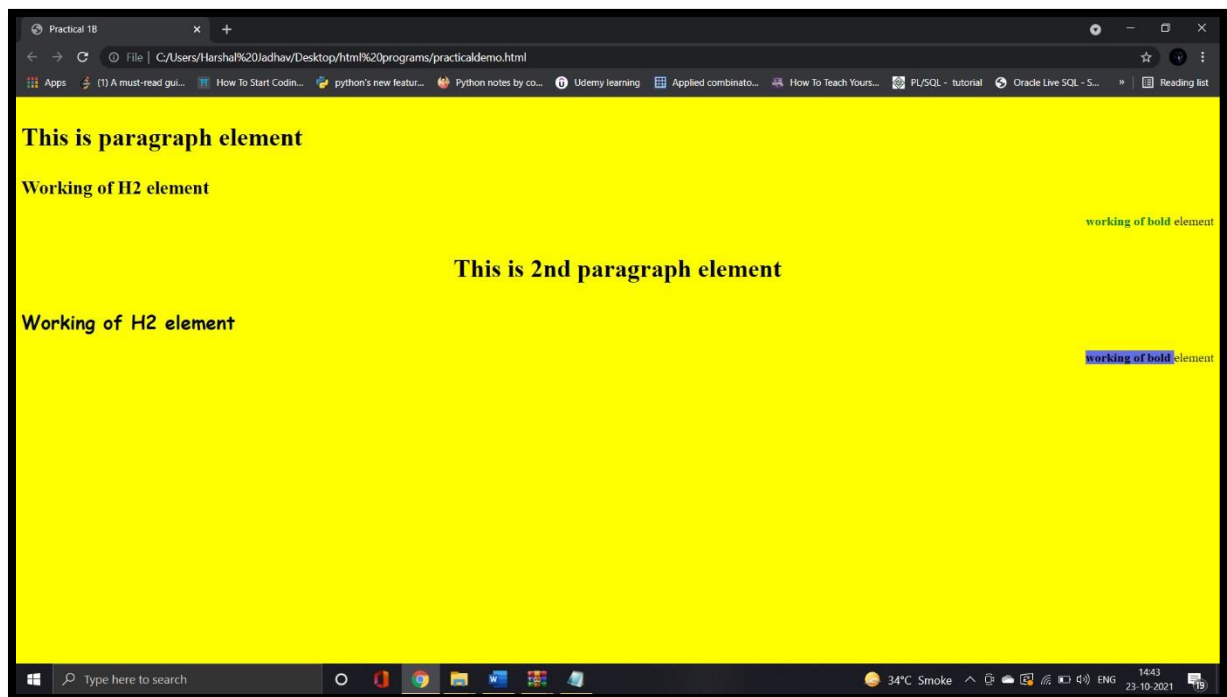 Practical 1B
File | C:/Users/Harshal%20Jadhav/Desktop/html%20programs/practicaldemo.html
Apps (1) A must-read gui... How To Start Codin... python's new featur... Python notes by co... Udemy learning Applied combinato... How To Teach Yours... PL/SQL - tutorial Oracle Live SQL - S... » Reading list
This is paragraph element
Working of H2 element
working of bold element
This is 2nd paragraph element
Working of H2 element
working of bold element
Type here to search 34°C Smoke ENG 14:43
23-10-2021 19